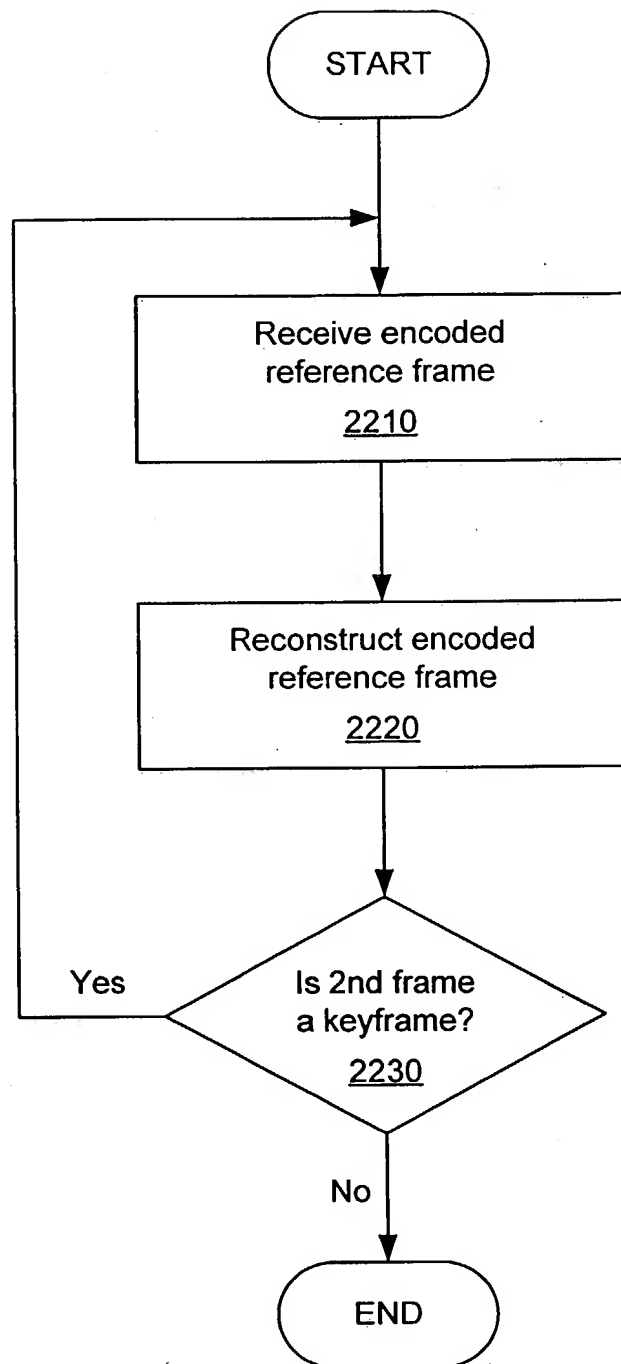 START
Receive encoded
reference frame
2210
Reconstruct encoded
reference frame
2220
Yes
Is 2nd frame
a keyframe?
2230
No
END